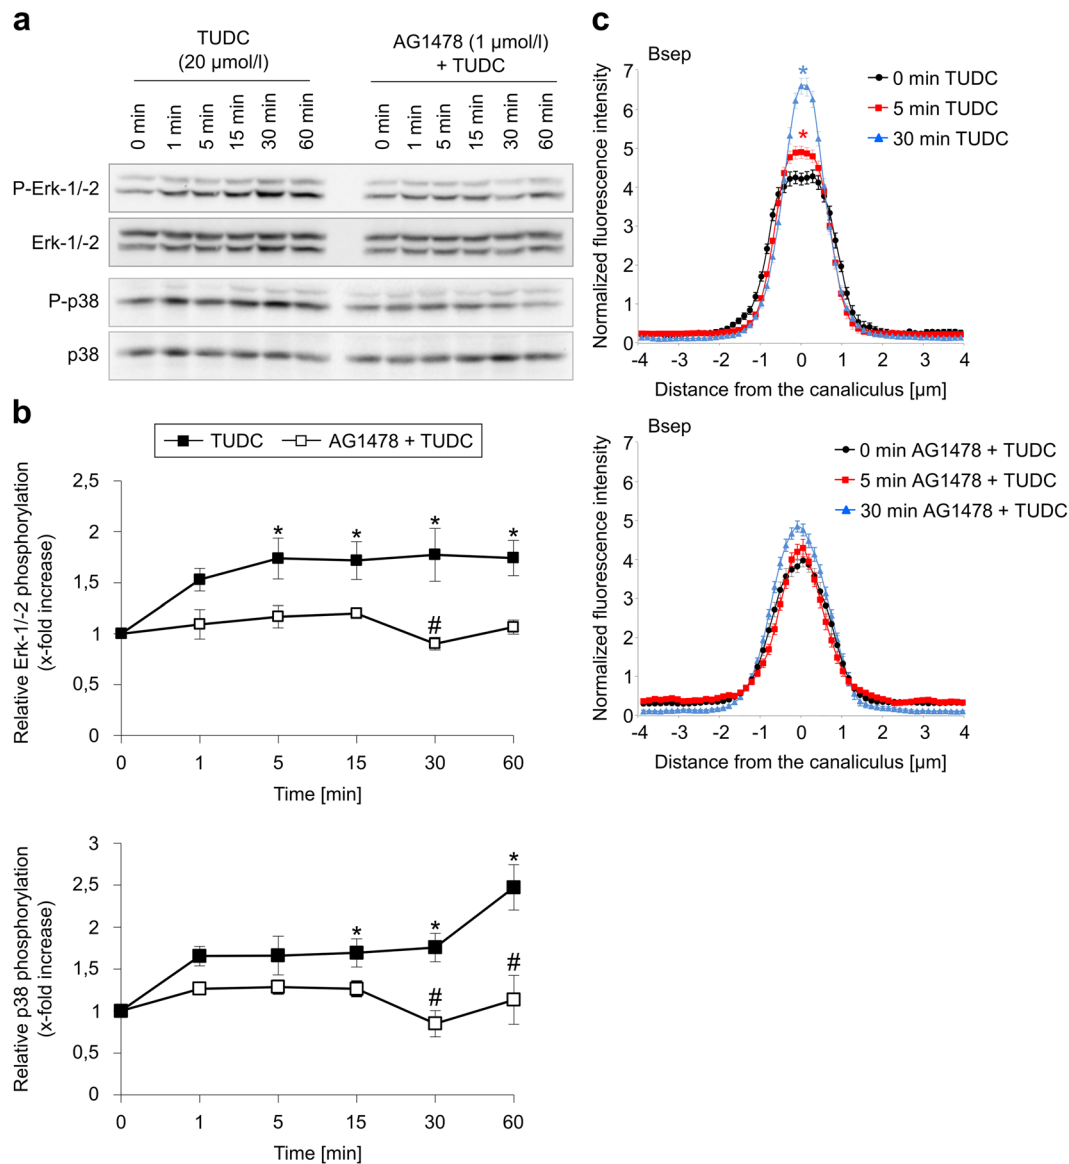 a
TUDC
(20 µmol/l)
AG1478 (1 µmol/l)
+ TUDC
0 min
1 min
5 min
15 min
30 min
60 min
0 min
1 min
5 min
15 min
30 min
60 min
P-Erk-1/-2
Erk-1/-2
P-p38
p38
b
TUDC
AG1478 + TUDC
2,5
2
1,5
1
0,5
0
* * * *
#
Relative Erk-1/-2 phosphorylation
(x-fold increase)
0 1 5 15 30 60
Time [min]
3
2,5
2
1,5
1
0,5
0
* * *
# #
Relative p38 phosphorylation
(x-fold increase)
0 1 5 15 30 60
Time [min]
c
Bsep
0 min TUDC
5 min TUDC
30 min TUDC
*
*
7
6
5
4
3
2
1
0
Normalized fluorescence intensity
-4 -3 -2 -1 0 1 2 3 4
Distance from the canaliculus [µm]
Bsep
0 min AG1478 + TUDC
5 min AG1478 + TUDC
30 min AG1478 + TUDC
7
6
5
4
3
2
1
0
Normalized fluorescence intensity
-4 -3 -2 -1 0 1 2 3 4
Distance from the canaliculus [µm]